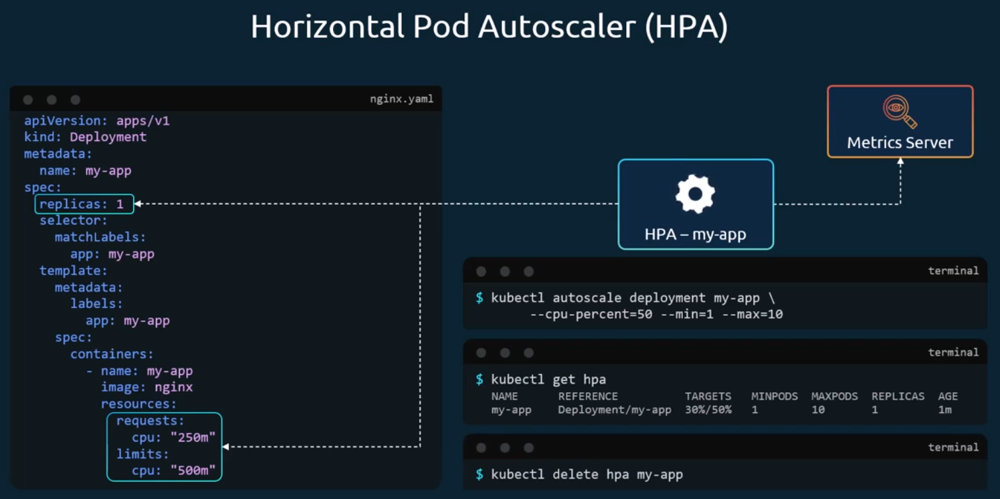 Horizontal Pod Autoscaler (HPA)
nginx.yaml
apiVersion: apps/v1
kind: Deployment
metadata:
  name: my-app
spec:
  replicas: 1
  selector:
    matchLabels:
      app: my-app
  template:
    metadata:
      labels:
        app: my-app
    spec:
      containers:
        - name: my-app
          image: nginx
          resources:
            requests:
              cpu: "250m"
            limits:
              cpu: "500m"
Metrics Server
HPA – my-app
terminal
$ kubectl autoscale deployment my-app \
      --cpu-percent=50 --min=1 --max=10
terminal
$ kubectl get hpa
NAME REFERENCE TARGETS MINPODS MAXPODS REPLICAS AGE
my-app Deployment/my-app 30%/50% 1 10 1 1m
terminal
$ kubectl delete hpa my-app